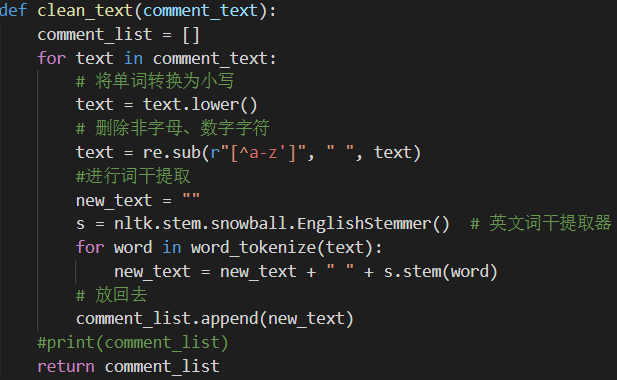 def clean_text(comment_text):
    comment_list = []
    for text in comment_text:
        # 将单词转换为小写
        text = text.lower()
        # 删除非字母、数字字符
        text = re.sub(r"[^a-z']", " ", text)
        #进行词干提取
        new_text = ""
        s = nltk.stem.snowball.EnglishStemmer()  # 英文词干提取器
        for word in word_tokenize(text):
            new_text = new_text + " " + s.stem(word)
        # 放回去
        comment_list.append(new_text)
    #print(comment_list)
    return comment_list